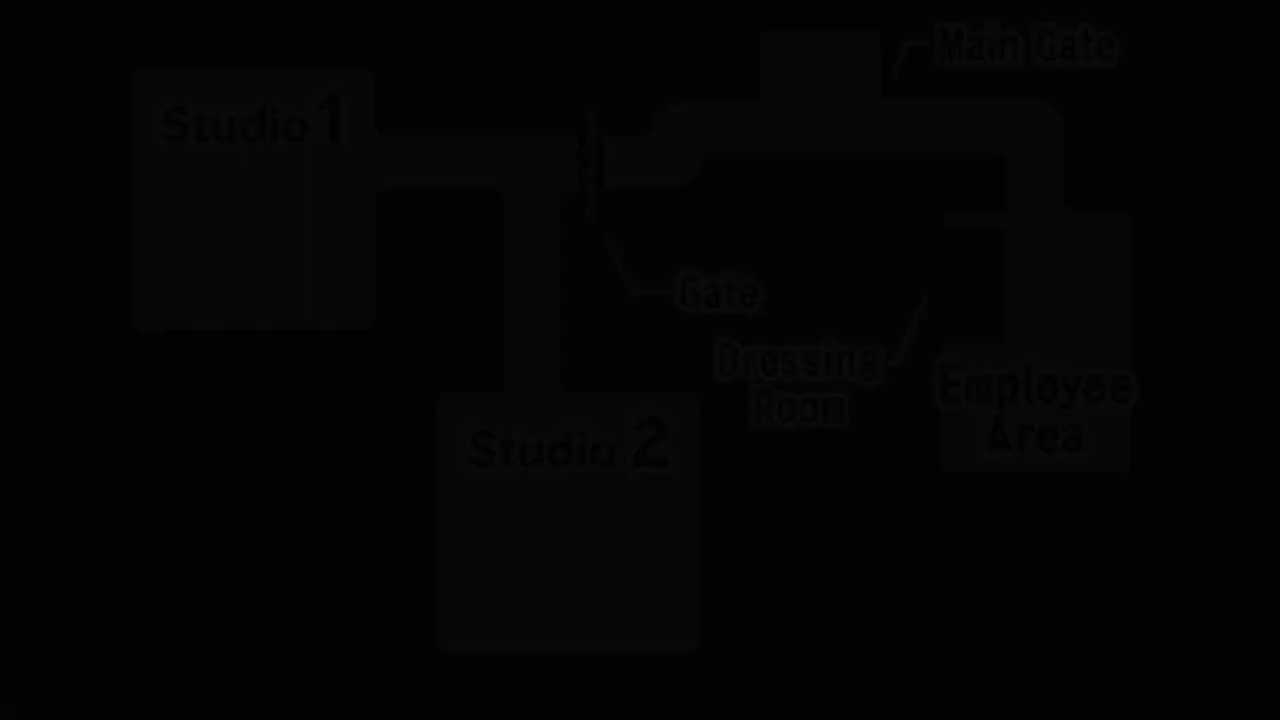 Main Gate
Studio 1
Gate
Dressing
Room
Employee
Area
Studio 2